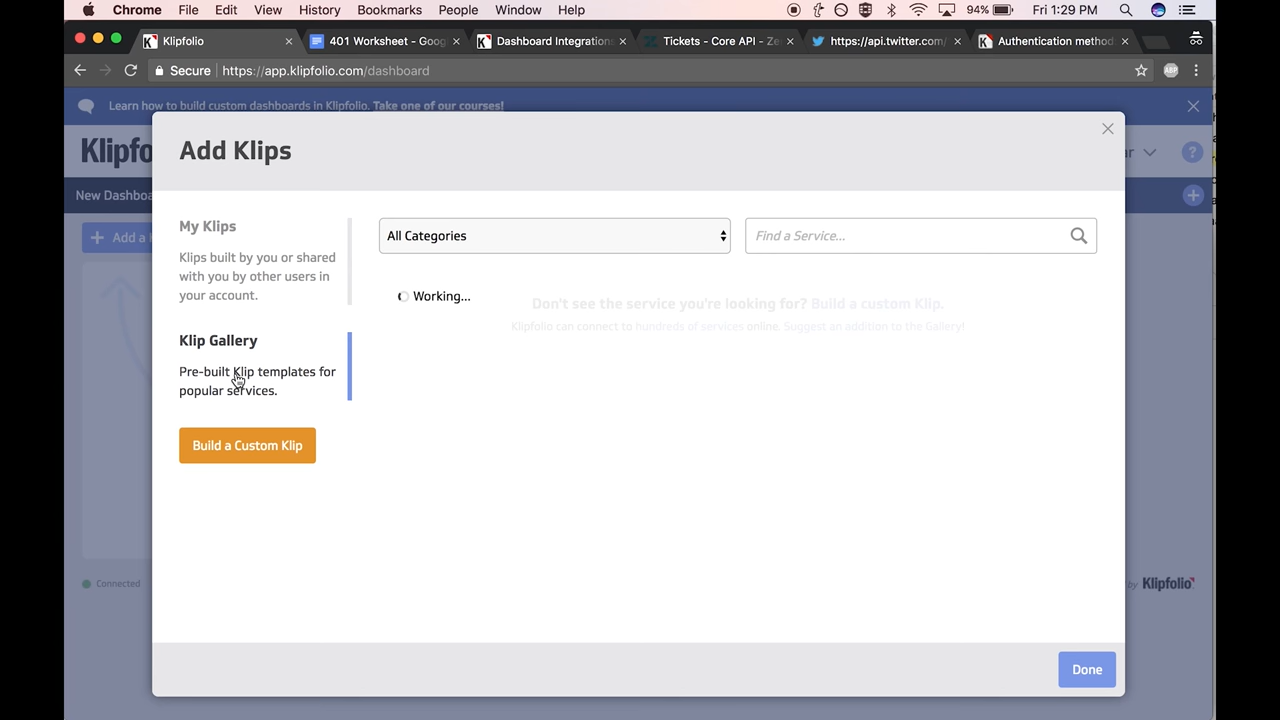 Chrome File Edit View History Bookmarks People Window Help 94% Fri 1:29 PM
Klipfolio 401 Worksheet - Goog Dashboard Integrations Tickets - Core API - Ze https://api.twitter.com/ Authentication method
Secure https://app.klipfolio.com/dashboard ABP
Learn how to build custom dashboards in Klipfolio. Take one of our courses!
Klipfo
Add Klips
ar ?
New Dashboa
+ Add a K
My Klips
Klips built by you or shared
with you by other users in
your account.
All Categories Find a Service...
Working...
Don't see the service you're looking for? Build a custom Klip.
Klipfolio can connect to hundreds of services online. Suggest an addition to the Gallery!
Klip Gallery
Pre-built Klip templates for
popular services.
Build a Custom Klip
Connected by Klipfolio
Done